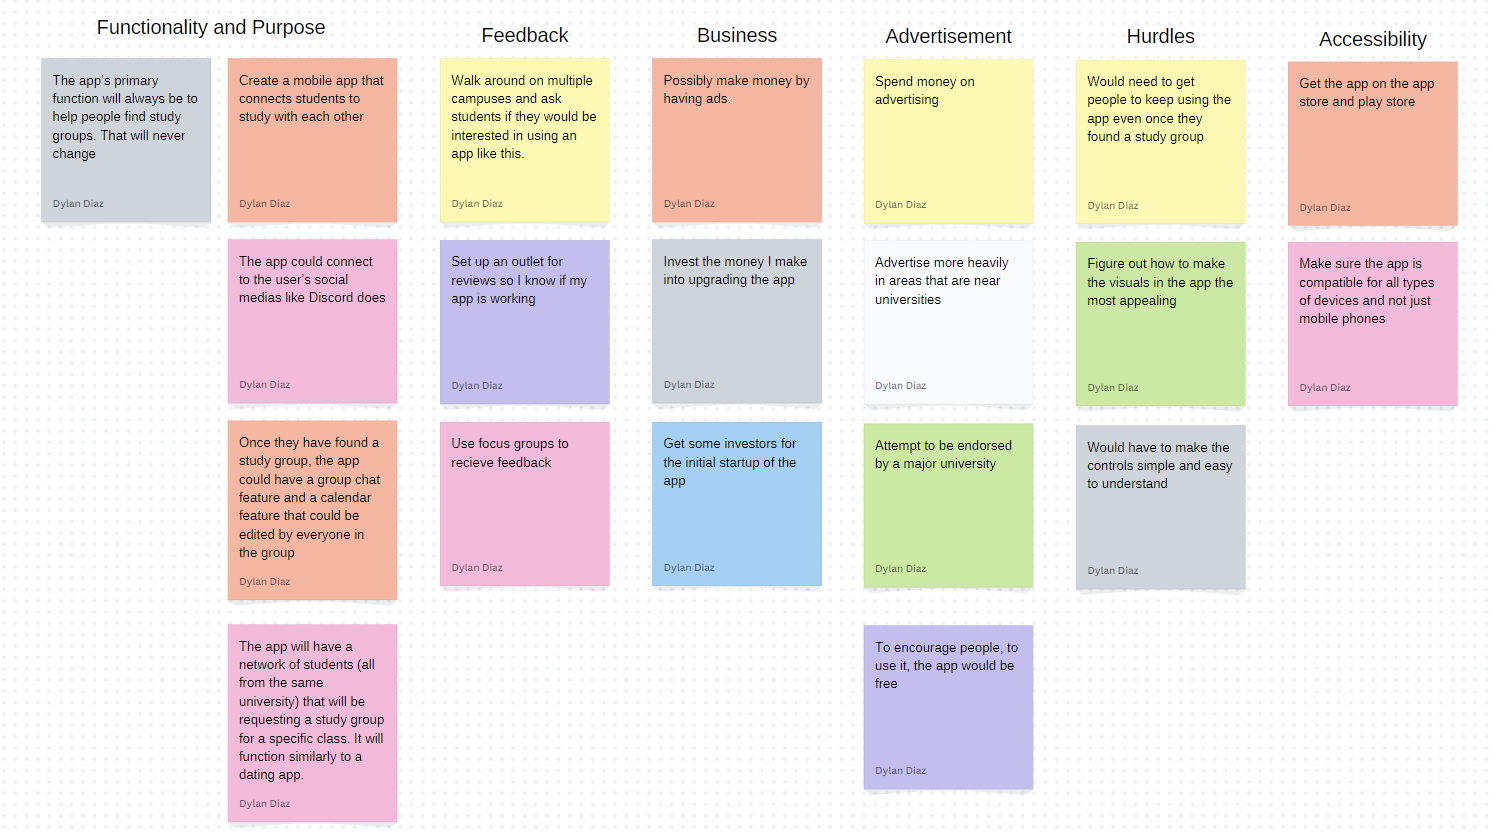 Functionality and Purpose
The app's primary
function will always be to
help people find study
groups. That will never
change
Dylan Diaz
Create a mobile app that
connects students to
study with each other
Dylan Diaz
The app could connect
to the user's social
medias like Discord does
Dylan Diaz
Once they have found a
study group, the app
could have a group chat
feature and a calendar
feature that could be
edited by everyone in
the group
Dylan Diaz
The app will have a
network of students (all
from the same
university) that will be
requesting a study group
for a specific class. It will
function similarly to a
dating app.
Dylan Diaz
Feedback
Walk around on multiple
campuses and ask
students if they would be
interested in using an
app like this.
Dylan Diaz
Set up an outlet for
reviews so I know if my
app is working
Dylan Diaz
Use focus groups to
recieve feedback
Dylan Diaz
Business
Possibly make money by
having ads.
Dylan Diaz
Invest the money I make
into upgrading the app
Dylan Diaz
Get some investors for
the initial startup of the
app
Dylan Diaz
Advertisement
Spend money on
advertising
Dylan Diaz
Advertise more heavily
in areas that are near
universities
Dylan Diaz
Attempt to be endorsed
by a major university
Dylan Diaz
To encourage people, to
use it, the app would be
free
Dylan Diaz
Hurdles
Would need to get
people to keep using the
app even once they
found a study group
Dylan Diaz
Figure out how to make
the visuals in the app the
most appealing
Dylan Diaz
Would have to make the
controls simple and easy
to understand
Dylan Diaz
Accessibility
Get the app on the app
store and play store
Dylan Diaz
Make sure the app is
compatible for all types
of devices and not just
mobile phones
Dylan Diaz